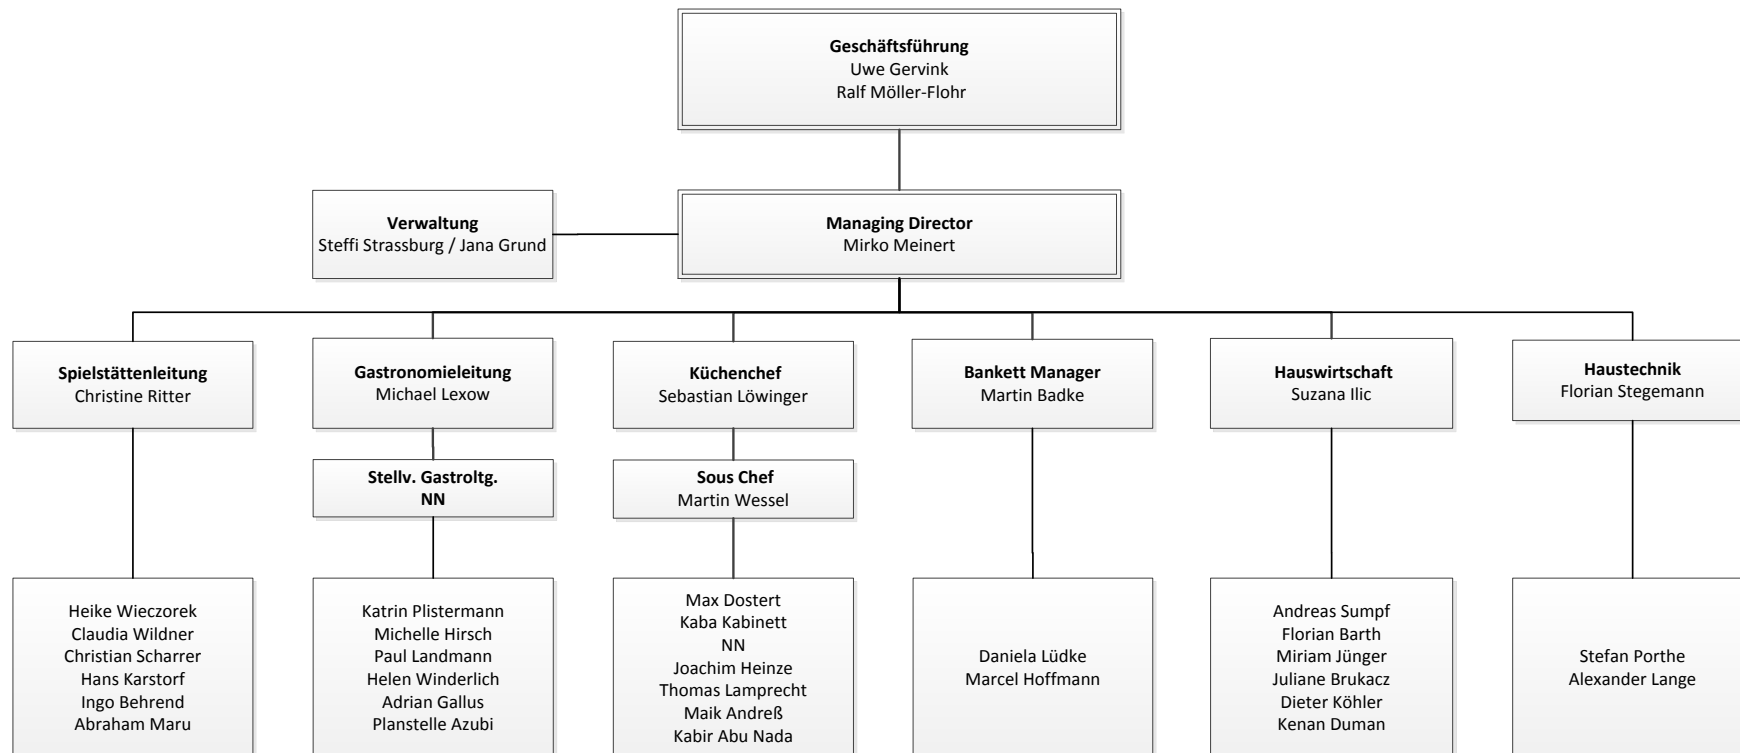 Geschäftsführung
Uwe Gervink
Ralf Möller-Flohr
Verwaltung
Steffi Strassburg / Jana Grund
Managing Director
Mirko Meinert
Spielstättenleitung
Christine Ritter
Gastronomieleitung
Michael Lexow
Küchenchef
Sebastian Löwinger
Bankett Manager
Martin Badke
Hauswirtschaft
Suzana Ilic
Haustechnik
Florian Stegemann
Stellv. Gastroltg.
NN
Sous Chef
Martin Wessel
Heike Wieczorek
Claudia Wildner
Christian Scharrer
Hans Karstorf
Ingo Behrend
Abraham Maru
Katrin Plistermann
Michelle Hirsch
Paul Landmann
Helen Winderlich
Adrian Gallus
Planstelle Azubi
Max Dostert
Kaba Kabinett
NN
Joachim Heinze
Thomas Lamprecht
Maik Andreß
Kabir Abu Nada
Daniela Lüdke
Marcel Hoffmann
Andreas Sumpf
Florian Barth
Miriam Jünger
Juliane Brukacz
Dieter Köhler
Kenan Duman
Stefan Porthe
Alexander Lange